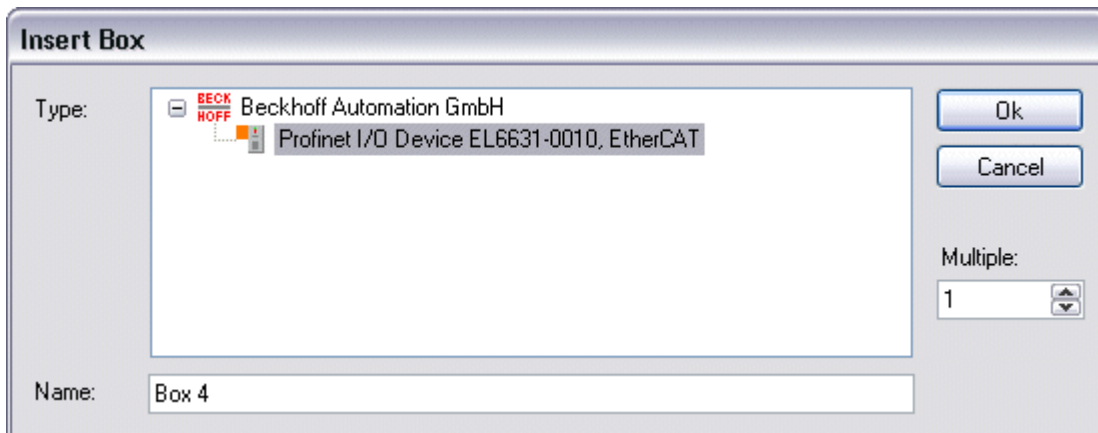 Insert Box
Type:
BECK
HOFF
Beckhoff Automation GmbH
Profinet I/O Device EL6631-0010, EtherCAT
Ok
Cancel
Multiple:
1
Name:
Box 4